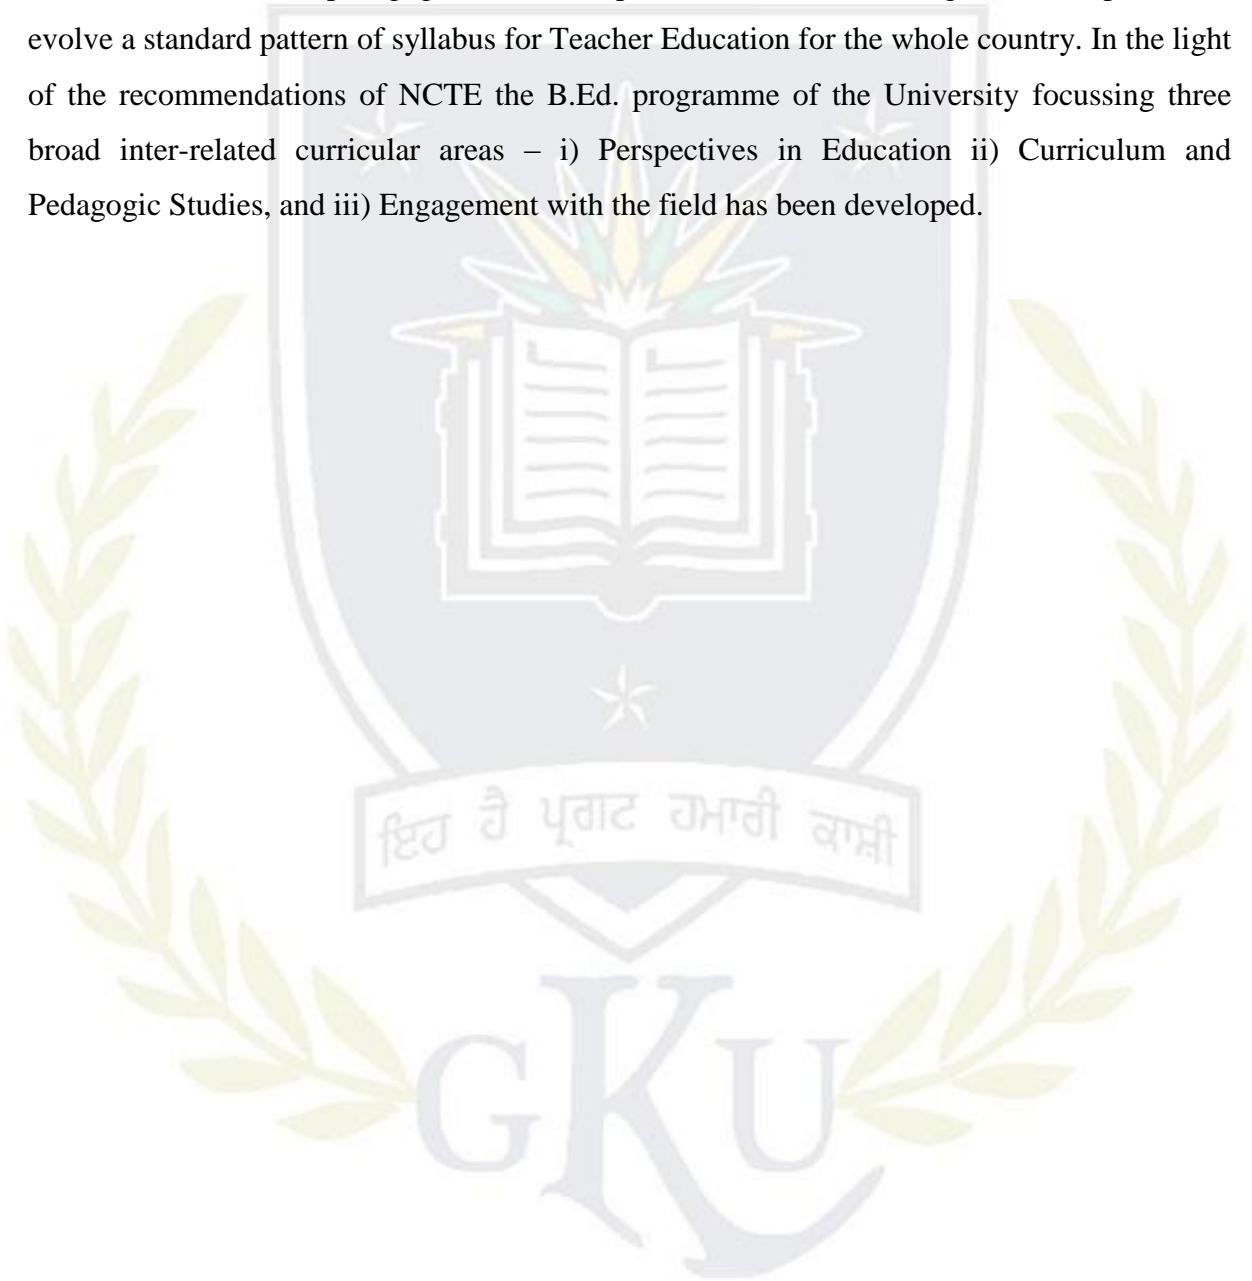 evolve a standard pattern of syllabus for Teacher Education for the whole country. In the light
of the recommendations of NCTE the B.Ed. programme of the University focussing three
broad inter-related curricular areas – i) Perspectives in Education ii) Curriculum and
Pedagogic Studies, and iii) Engagement with the field has been developed.
ਇਹ ਹੈ ਪ੍ਰਗਟ ਹਮਾਰੀ ਕਾਸ਼ੀ
GKU